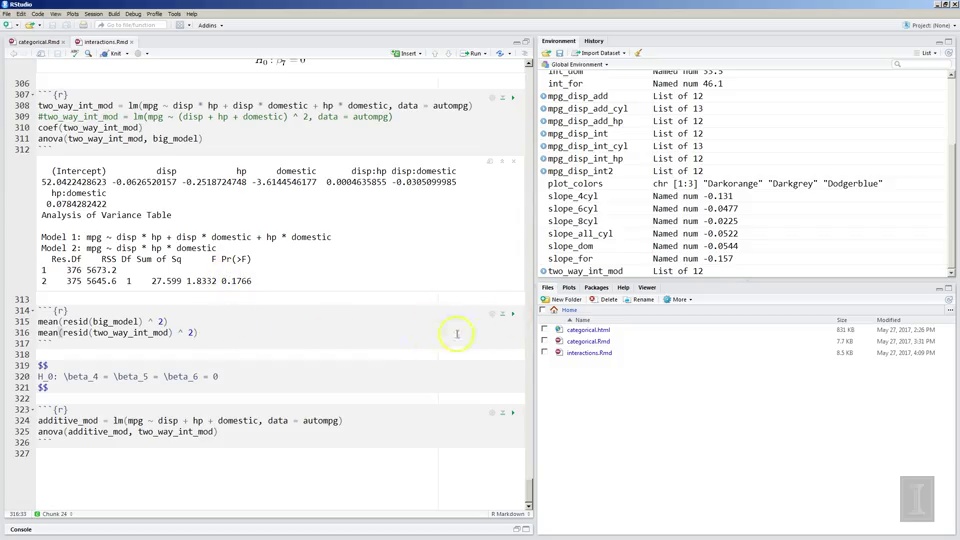 RStudio
File Edit Code View Plots Session Build Debug Profile Tools Help
Go to file/function
Addins
Project: (None)
categorical.Rmd
interactions.Rmd
Knit
Insert
Run
306
307 ```{r}
308 two_way_int_mod = lm(mpg ~ disp * hp + disp * domestic + hp * domestic, data = autompg)
309 #two_way_int_mod = lm(mpg ~ (disp + hp + domestic) ^ 2, data = autompg)
310 coef(two_way_int_mod)
311 anova(two_way_int_mod, big_model)
312 ```
(Intercept) disp hp domestic disp:hp disp:domestic
52.0422428623 -0.0626520157 -0.2518724748 -3.6144546177 0.0004635855 -0.0305099985
hp:domestic
0.0784282422
Analysis of Variance Table
Model 1: mpg ~ disp * hp + disp * domestic + hp * domestic
Model 2: mpg ~ disp * hp * domestic
Res.Df RSS Df Sum of Sq F Pr(>F)
1 376 5673.2
2 375 5645.6 1 27.599 1.8332 0.1766
313
314 ```{r}
315 mean(resid(big_model) ^ 2)
316 mean(resid(two_way_int_mod) ^ 2)
317 ```
318
319 $$
320 H_0: \beta_4 = \beta_5 = \beta_6 = 0
321 $$
322
323 ```{r}
324 additive_mod = lm(mpg ~ disp + hp + domestic, data = autompg)
325 anova(additive_mod, two_way_int_mod)
326 ```
327
316:33
Chunk 24
R Markdown
Console
Environment History
Import Dataset
List
Global Environment
int_dom Named num 53.5
int_for Named num 46.1
mpg_disp_add List of 12
mpg_disp_add_cyl List of 13
mpg_disp_add_hp List of 12
mpg_disp_int List of 12
mpg_disp_int_cyl List of 13
mpg_disp_int_hp List of 12
mpg_disp_int2 List of 12
plot_colors chr [1:3] "Darkorange" "Darkgrey" "Dodgerblue"
slope_4cyl Named num -0.131
slope_6cyl Named num -0.0477
slope_8cyl Named num -0.0225
slope_all_cyl Named num -0.0522
slope_dom Named num -0.0544
slope_for Named num -0.157
two_way_int_mod List of 12
Files Plots Packages Help Viewer
New Folder Delete Rename More
Home
Name Size Modified
categorical.html 831 KB May 27, 2017, 2:26 PM
categorical.Rmd 7.7 KB May 27, 2017, 3:31 PM
interactions.Rmd 8.5 KB May 27, 2017, 4:09 PM